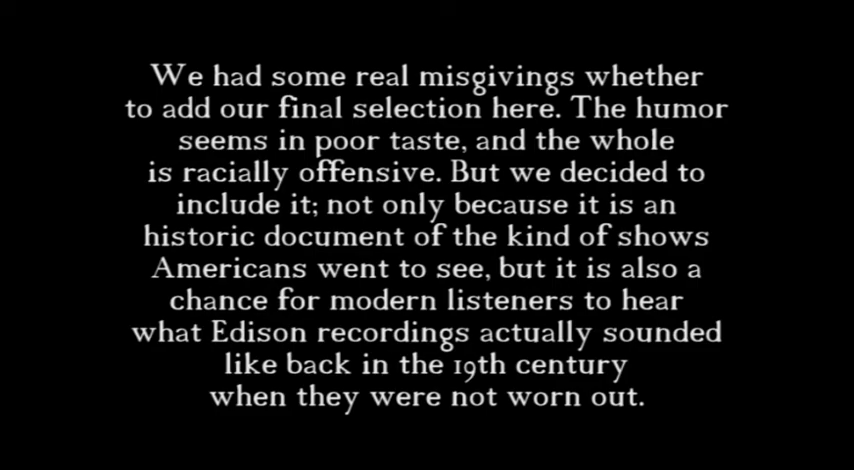 We had some real misgivings whether
to add our final selection here. The humor
seems in poor taste, and the whole
is racially offensive. But we decided to
include it; not only because it is an
historic document of the kind of shows
Americans went to see, but it is also a
chance for modern listeners to hear
what Edison recordings actually sounded
like back in the 19th century
when they were not worn out.